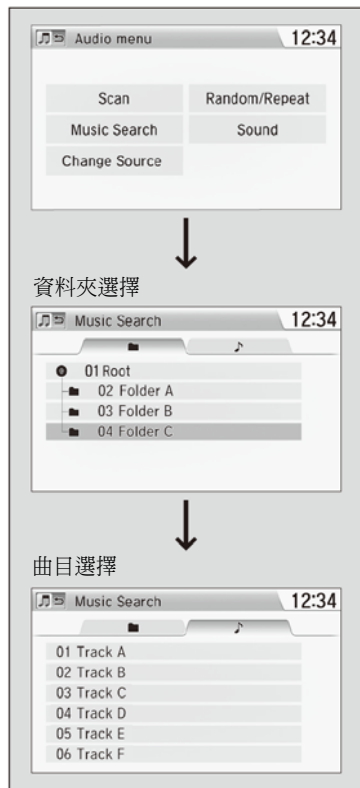 Audio menu 12:34
Scan Random/Repeat
Music Search Sound
Change Source
資料夾選擇
Music Search 12:34
01 Root
02 Folder A
03 Folder B
04 Folder C
曲目選擇
Music Search 12:34
01 Track A
02 Track B
03 Track C
04 Track D
05 Track E
06 Track F